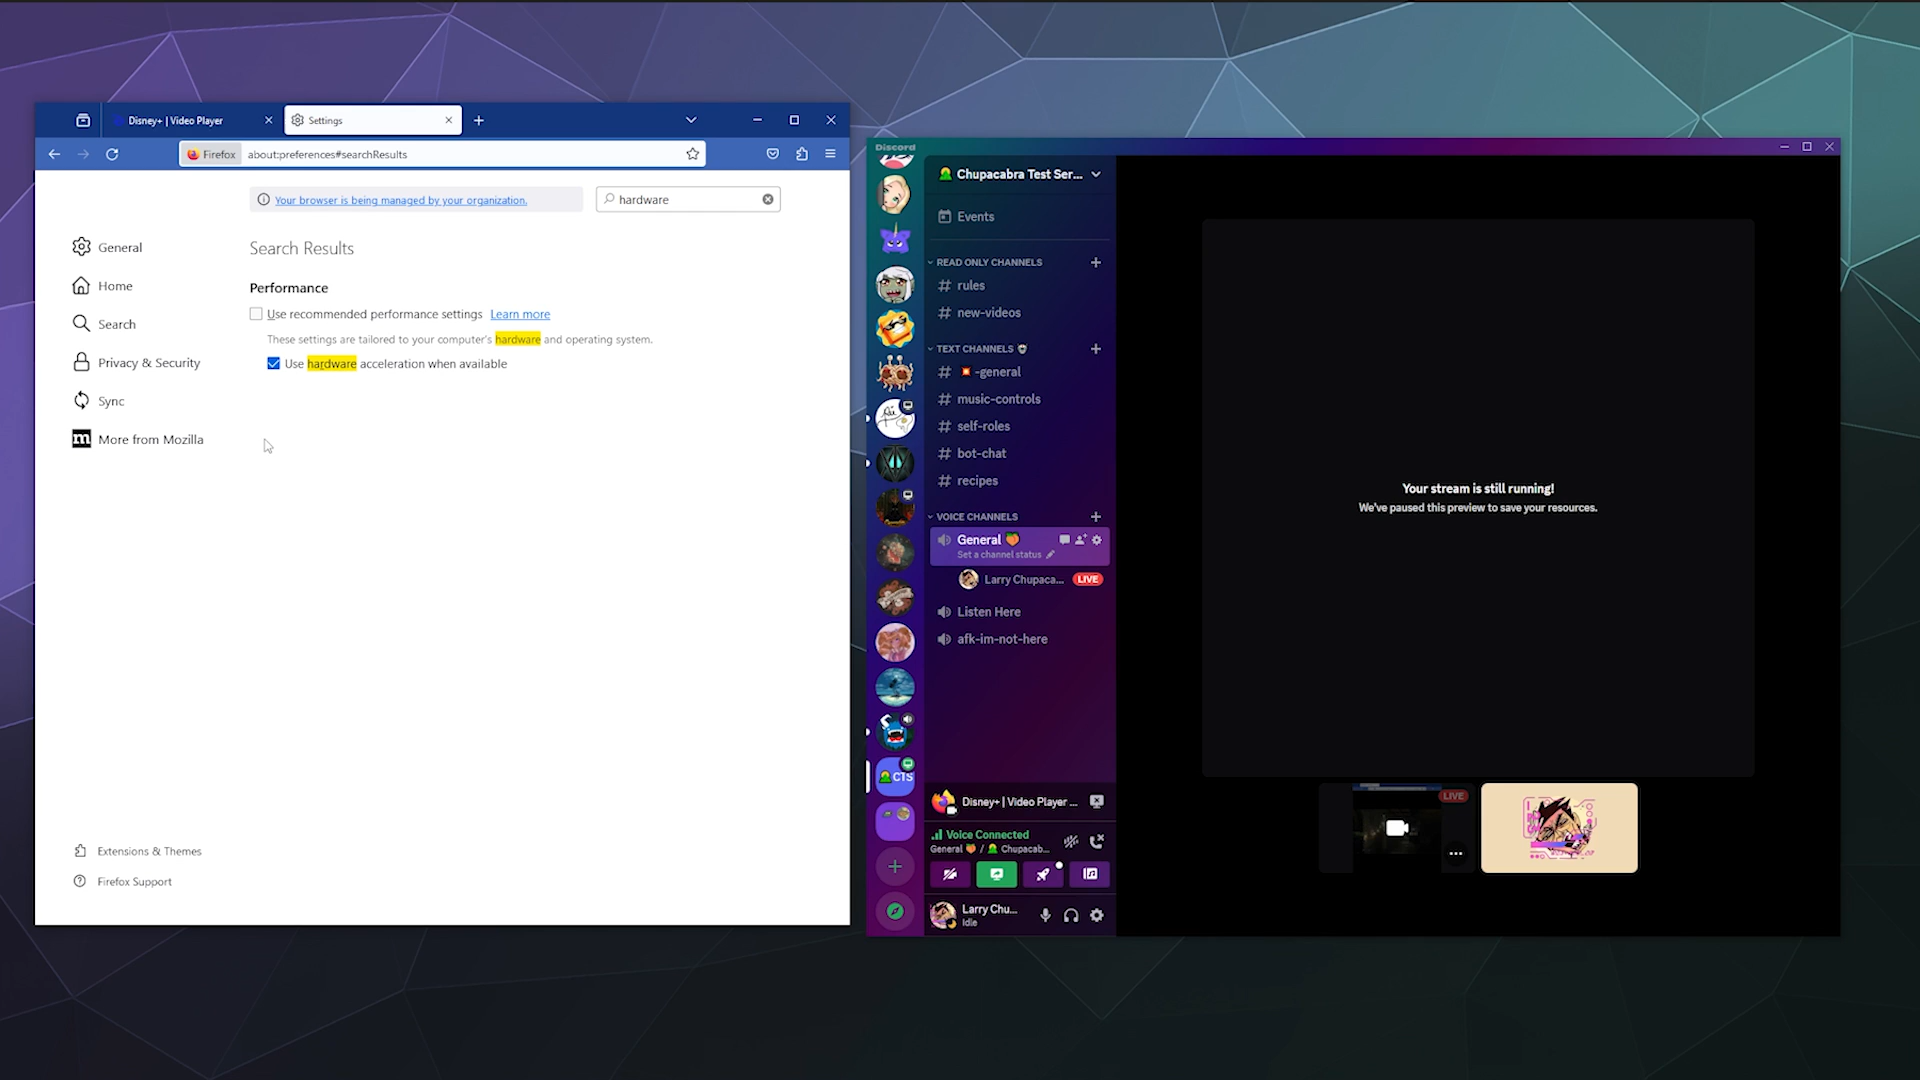 Disney+ | Video Player
Settings
Firefox
about:preferences#searchResults
Your browser is being managed by your organization.
hardware
General
Home
Search
Privacy & Security
Sync
More from Mozilla
Search Results
Performance
Use recommended performance settings Learn more
These settings are tailored to your computer's hardware and operating system.
Use hardware acceleration when available
Extensions & Themes
Firefox Support
Discord
Chupacabra Test Ser...
Events
READ ONLY CHANNELS
rules
new-videos
TEXT CHANNELS
-general
music-controls
self-roles
bot-chat
recipes
VOICE CHANNELS
General
Set a channel status
Larry Chupaca... LIVE
Listen Here
afk-im-not-here
CTS
Disney+ | Video Player ...
Voice Connected
General / Chupacab...
Larry Chu...
Idle
Your stream is still running!
We've paused this preview to save your resources.
LIVE